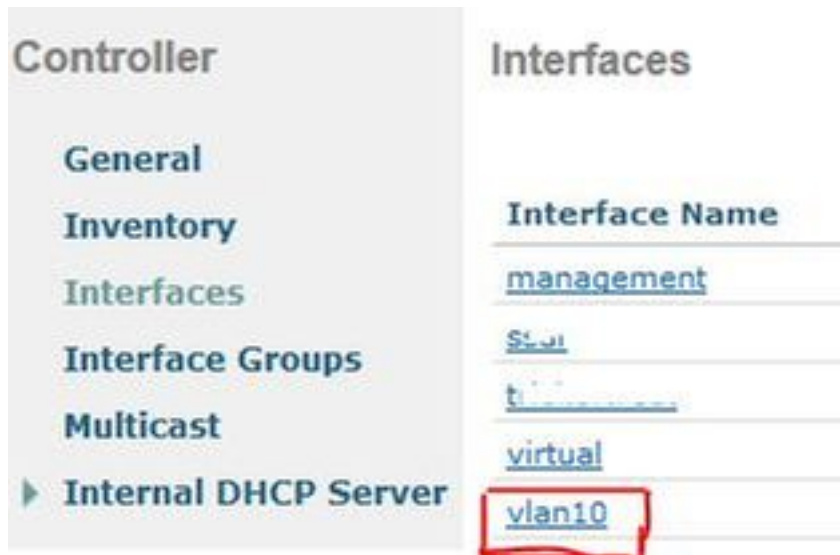 Controller
General
Inventory
Interfaces
Interface Groups
Multicast
Internal DHCP Server
Interfaces
Interface Name
management
virtual
vlan10